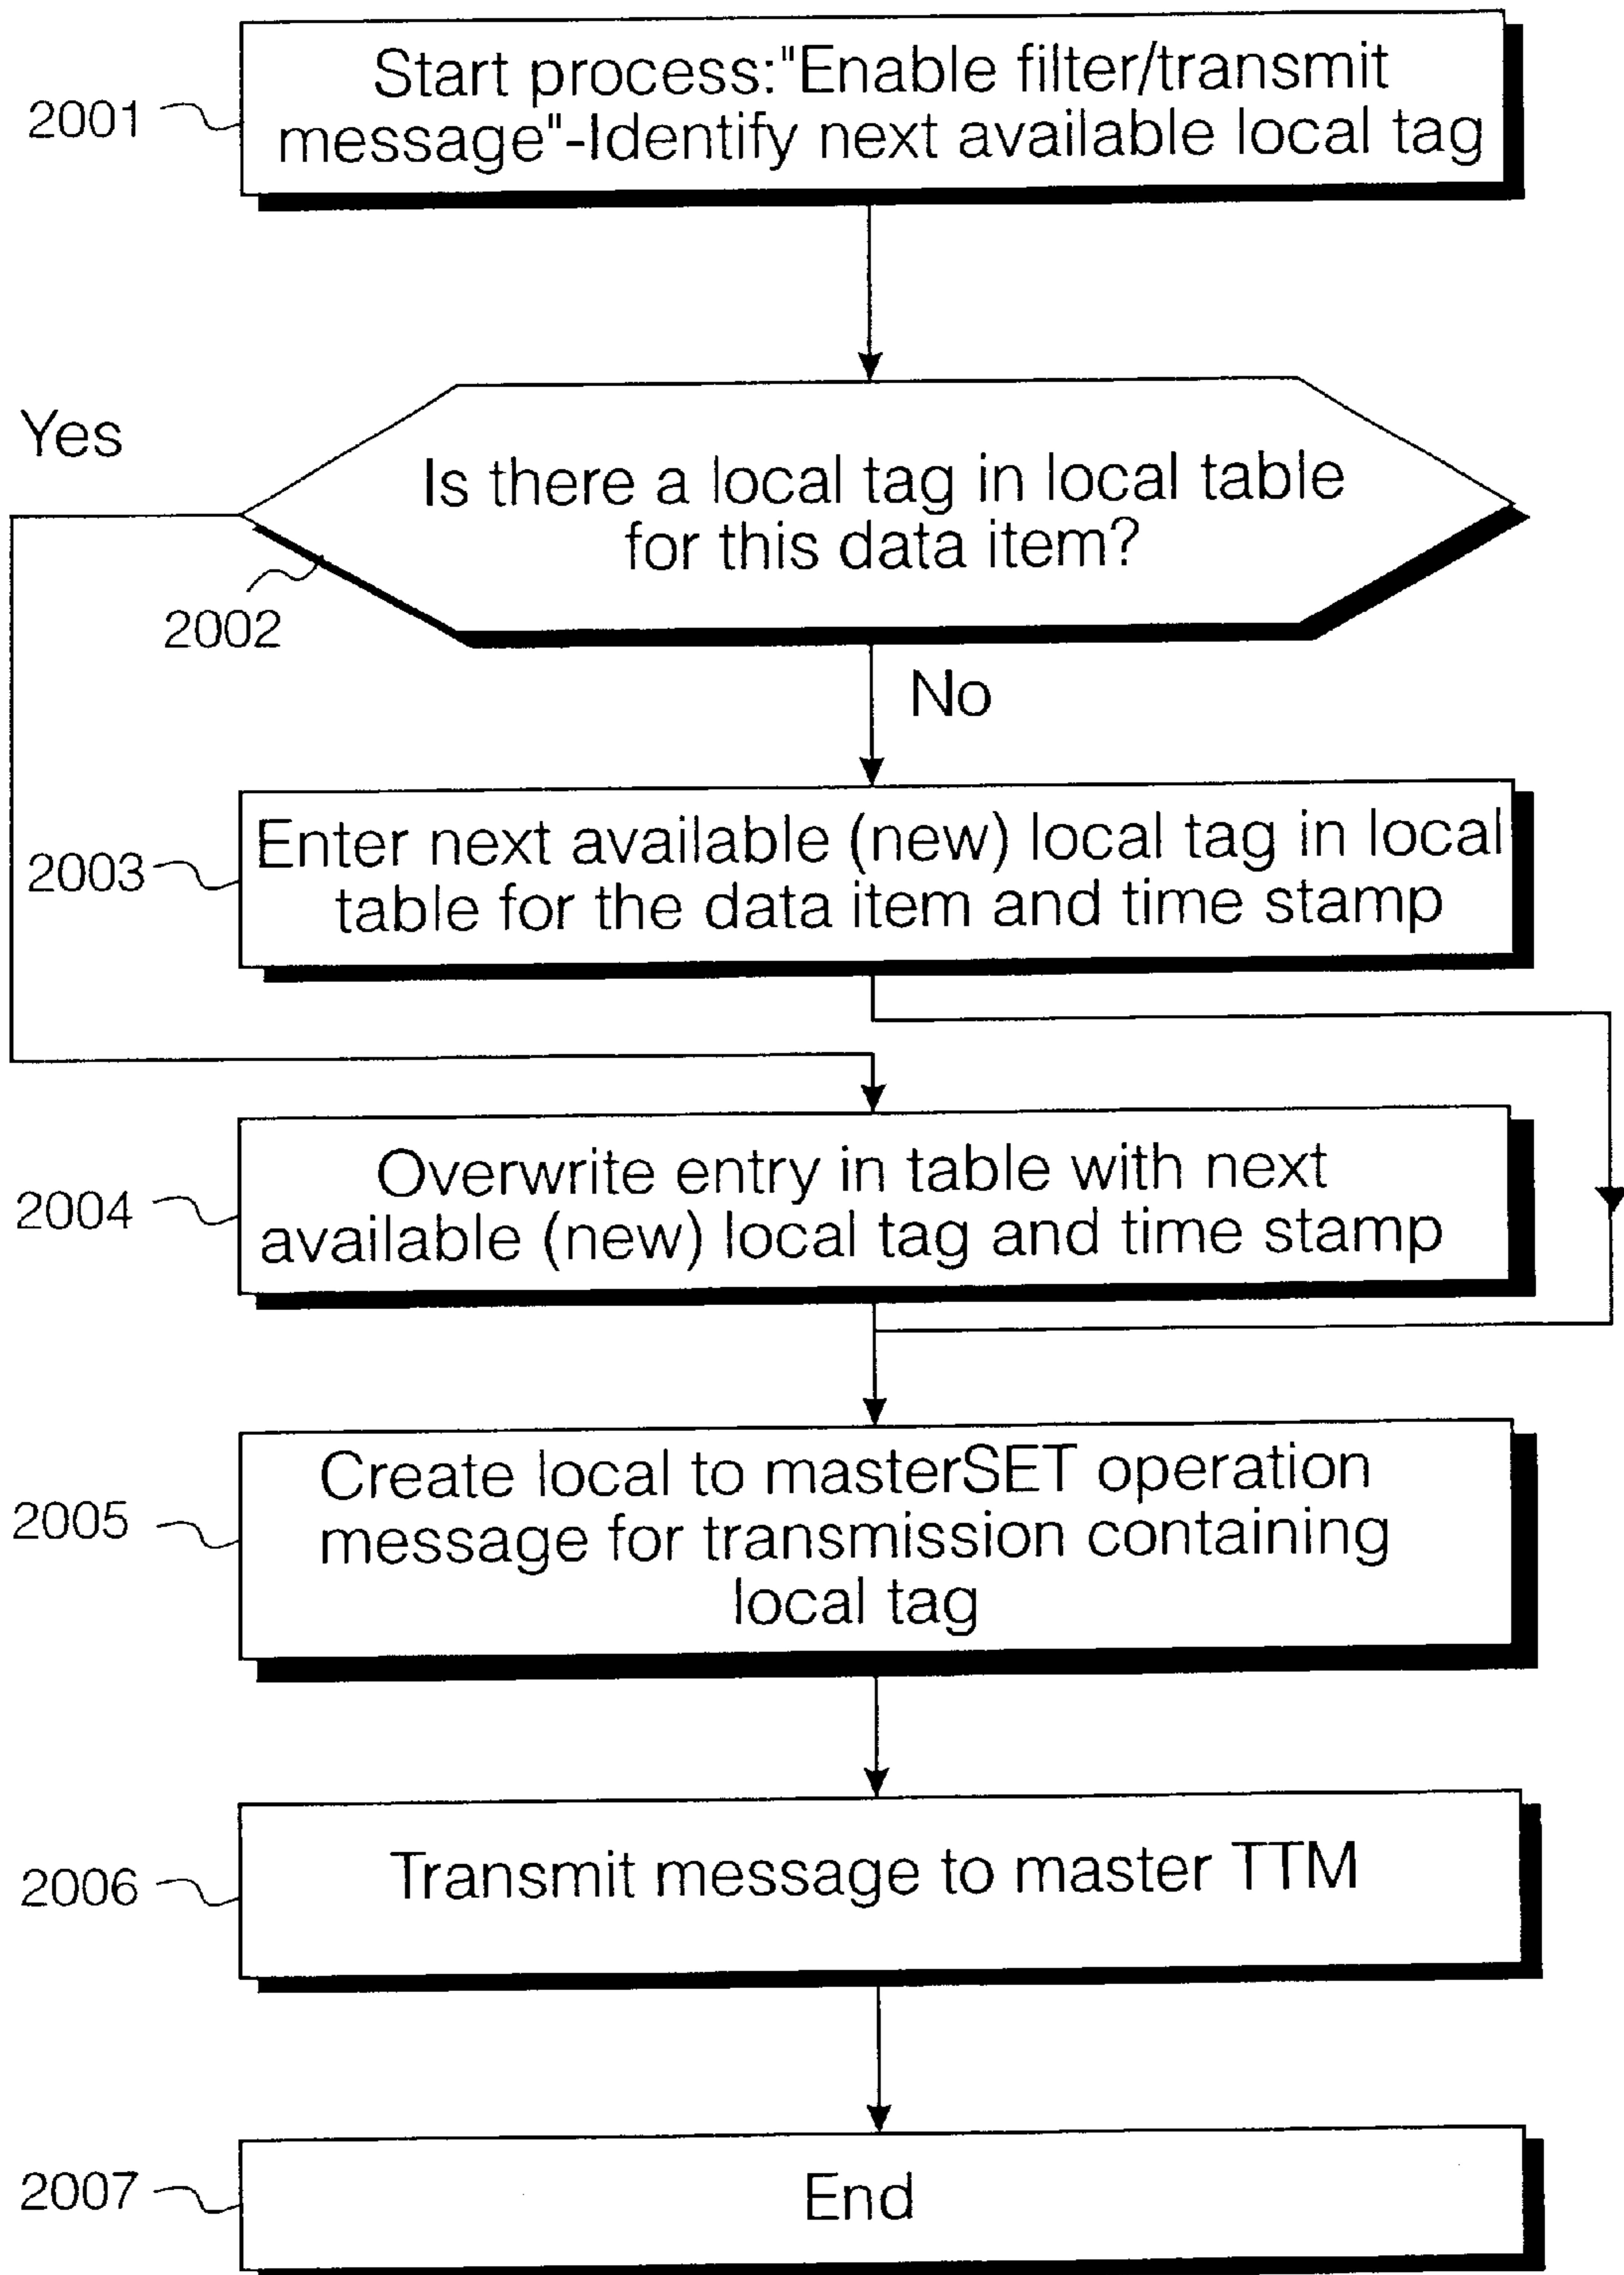 Start process:"Enable filter/transmit
message"-Identify next available local tag
2001
Yes
Is there a local tag in local table
for this data item?
2002
No
Enter next available (new) local tag in local
table for the data item and time stamp
2003
Overwrite entry in table with next
available (new) local tag and time stamp
2004
Create local to masterSET operation
message for transmission containing
local tag
2005
Transmit message to master TTM
2006
End
2007